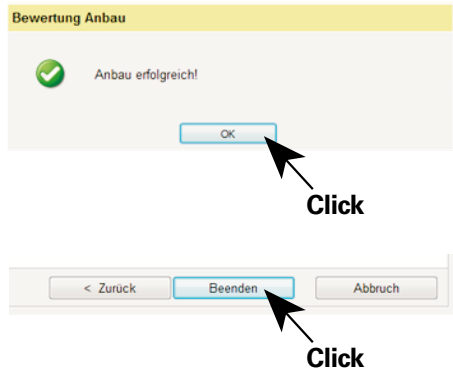 Bewertung Anbau
Anbau erfolgreich!
OK
Click
< Zurück Beenden Abbruch
Click